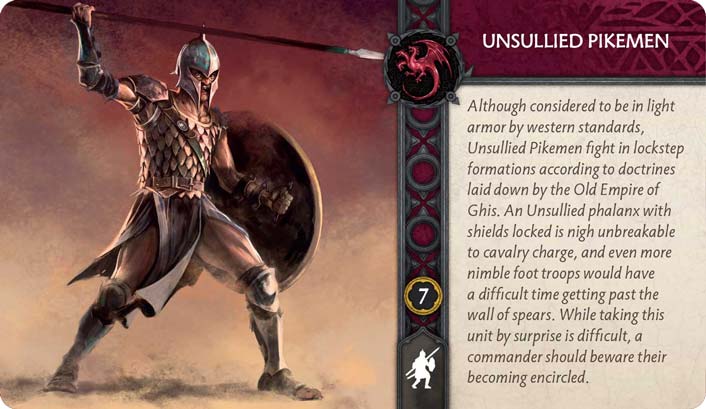 UNSULLIED PIKEMEN
Although considered to be in light
armor by western standards,
Unsullied Pikemen fight in lockstep
formations according to doctrines
laid down by the Old Empire of
Ghis. An Unsullied phalanx with
shields locked is nigh unbreakable
to cavalry charge, and even more
nimble foot troops would have
a difficult time getting past the
wall of spears. While taking this
unit by surprise is difficult, a
commander should beware their
becoming encircled.
7